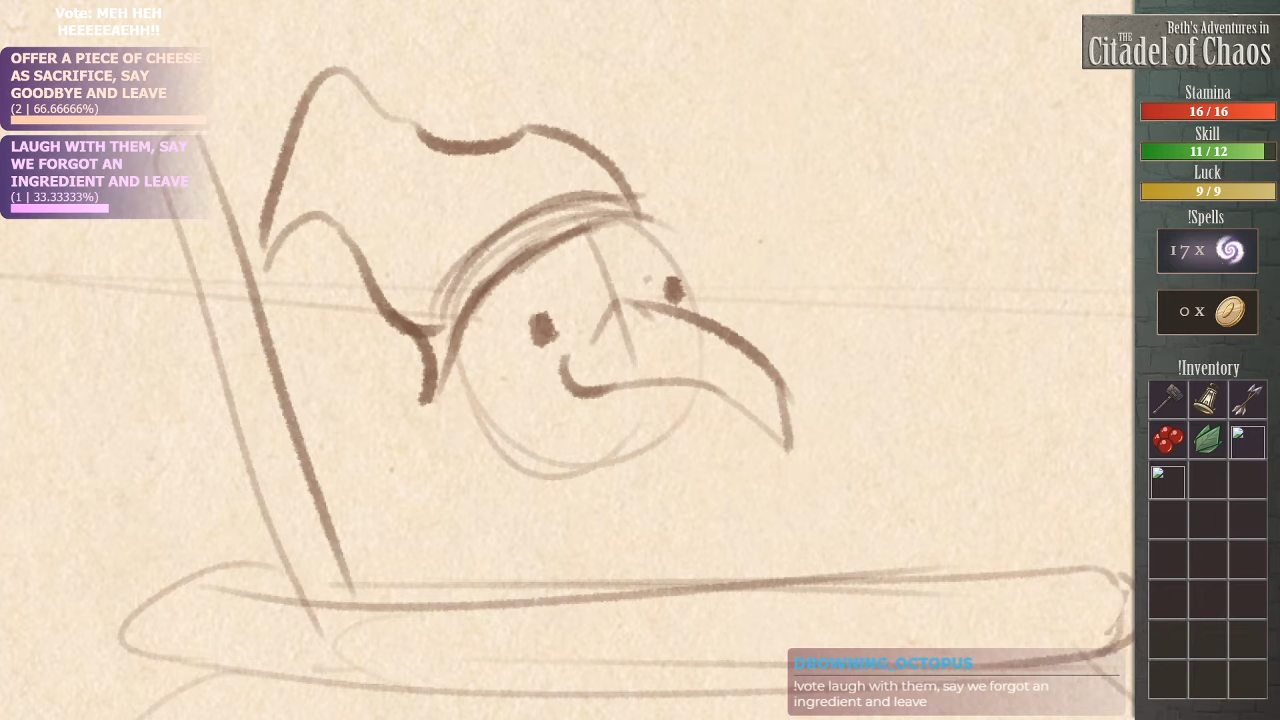 Vote: MEH HEH
HEEEEEAEHH!!
OFFER A PIECE OF CHEESE
AS SACRIFICE, SAY
GOODBYE AND LEAVE
(2 | 66.66666%)
LAUGH WITH THEM, SAY
WE FORGOT AN
INGREDIENT AND LEAVE
(1 | 33.33333%)
Beth's Adventures in
THE
Citadel of Chaos
Stamina
16 / 16
Skill
11 / 12
Luck
9 / 9
!Spells
17 x
0 x
!Inventory
DROWNING_OCTOPUS
!vote laugh with them, say we forgot an
ingredient and leave